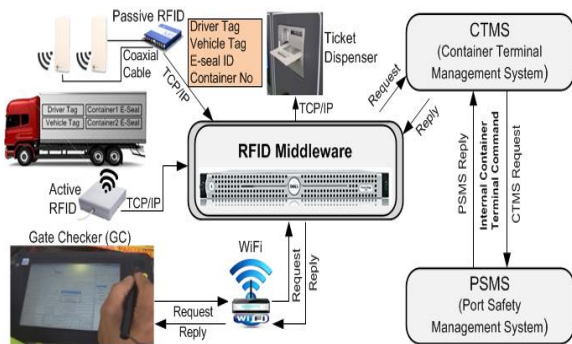 Passive RFID
Coaxial
Cable
TCP/IP
Driver Tag
Vehicle Tag
E-seal ID
Container No
Ticket
Dispenser
TCP/IP
Request
Reply
CTMS
(Container Terminal
Management System)
Driver Tag
Container1 E-Seal
Vehicle Tag
Container2 E-Seal
RFID Middleware
DELL
Active
RFID
TCP/IP
PSMS Reply
Internal Container
Terminal Command
CTMS Request
Gate Checker (GC)
WiFi
Request
Reply
WiFi
Request
Reply
PSMS
(Port Safety
Management System)